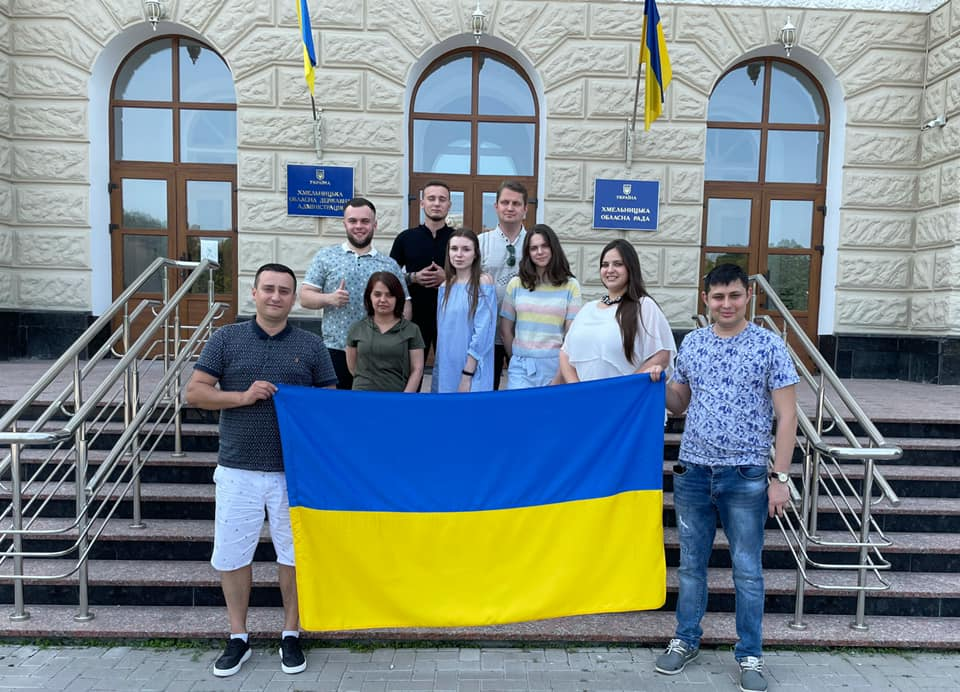 УКРАЇНА
ХМЕЛЬНИЦЬКА
ОБЛАСНА ДЕРЖАВНА
АДМІНІСТРАЦІЯ
УКРАЇНА
ХМЕЛЬНИЦЬКА
ОБЛАСНА РАДА